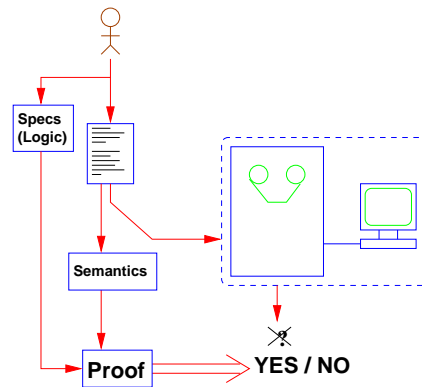 Specs
(Logic)
Semantics
?
Proof
YES / NO